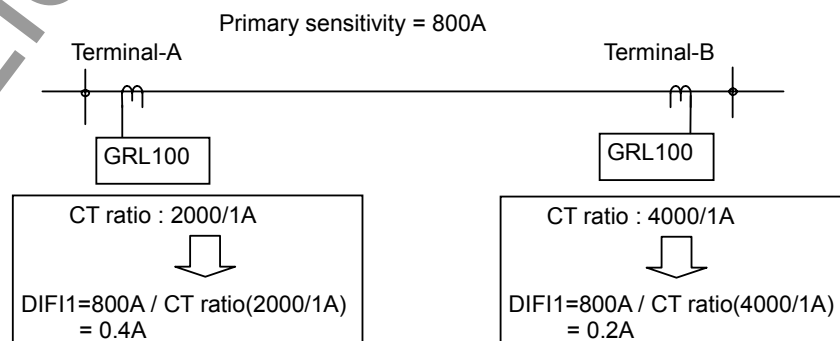 Primary sensitivity = 800A
Terminal-A
Terminal-B
GRL100
GRL100
CT ratio : 2000/1A
DIFI1=800A / CT ratio(2000/1A)
= 0.4A
CT ratio : 4000/1A
DIFI1=800A / CT ratio(4000/1A)
= 0.2A